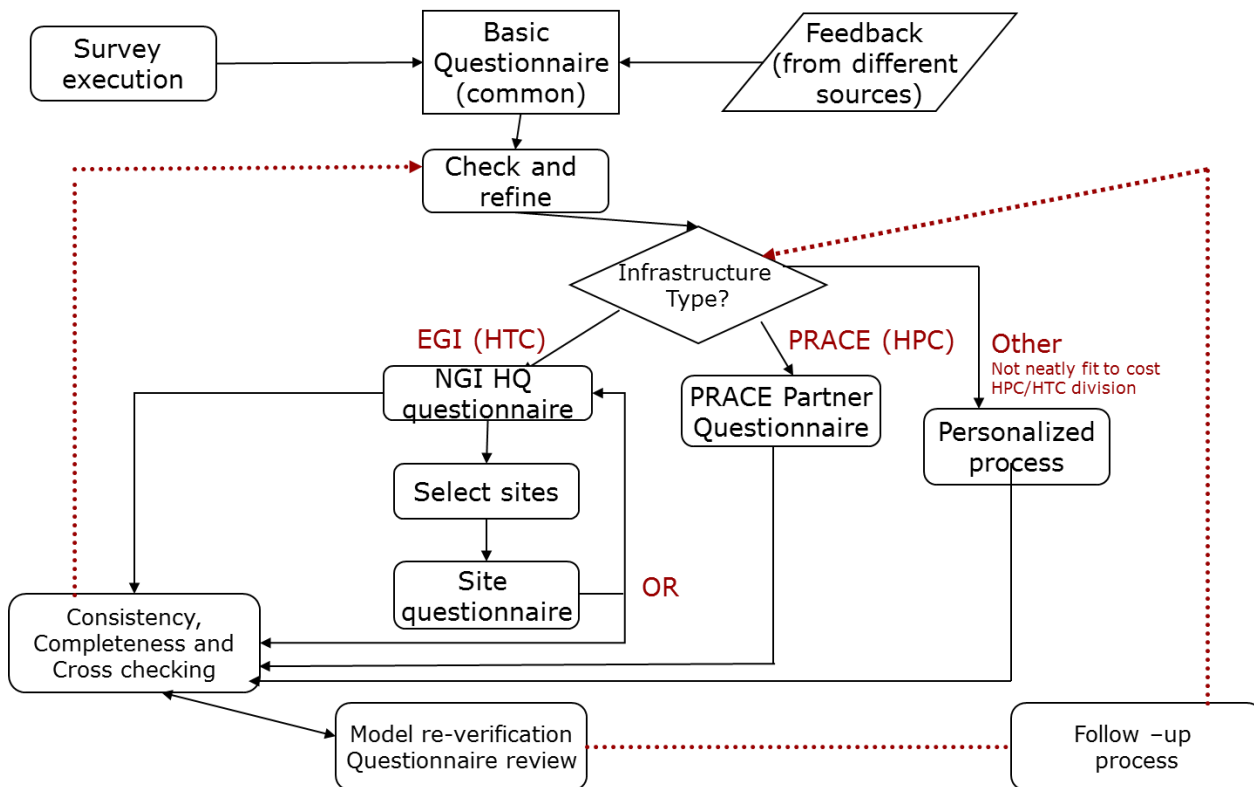 Survey
execution
Basic
Questionnaire
(common)
Feedback
(from different
sources)
Check and
refine
Infrastructure
Type?
EGI (HTC)
PRACE (HPC)
Other
Not neatly fit to cost
HPC/HTC division
NGI HQ
questionnaire
PRACE Partner
Questionnaire
Personalized
process
Select sites
Site
questionnaire
OR
Consistency,
Completeness and
Cross checking
Model re-verification
Questionnaire review
Follow –up
process